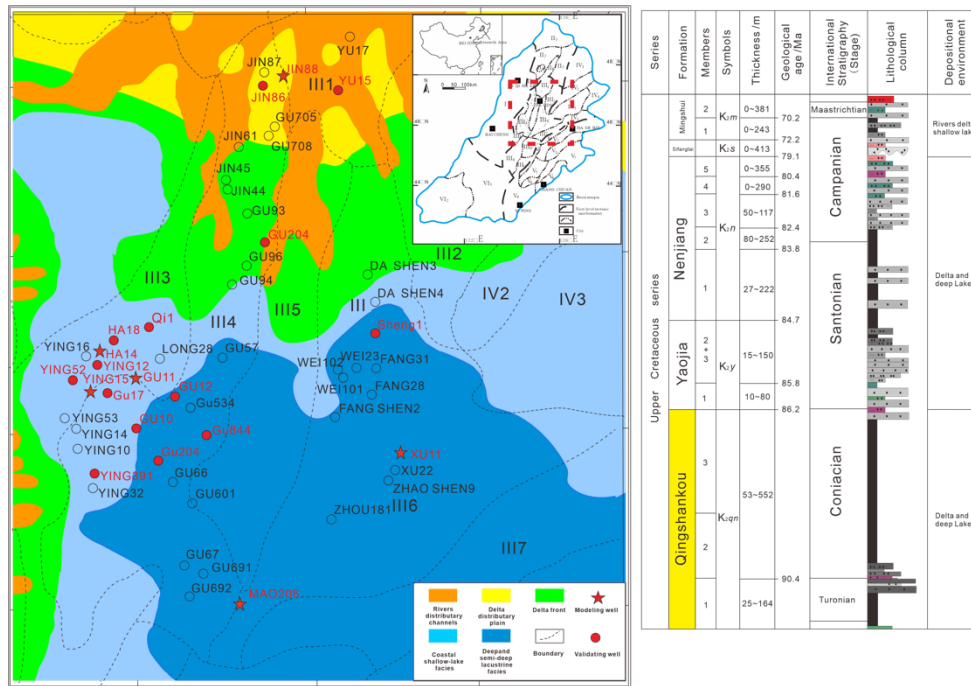 YU17
JIN87
JIN88
YU15
III1
JIN86
GU705
JIN61
GU708
JIN45
JIN44
GU93
GU204
GU96
GU94
DA SHEN3
III2
IV2
IV3
III3
III5
III
DA SHEN4
III4
Qi1
HA18
Sheng1
YING16
HA14
LONG28
GU57
YING12
WEI102
WEI23
FANG31
YING52
YING15
GU11
WEI101
Gu17
GU12
FANG28
Gu534
FANG SHEN2
YING53
GU10
YING14
Gu844
YING10
Gu204
XU11
XU22
YING391
GU66
ZHAO SHEN9
YING32
GU601
III6
ZHOU181
III7
GU67
GU691
GU692
MAO206
Rivers distributary channels
Delta distributary plain
Delta front
Modeling well
Coastal shallow-lake facies
Deepand semi-deep lacustrine facies
Boundary
Validating well
Series
Formation
Members
Symbols
Thickness /m
Geological age /Ma
International Stratigraphy (Stage)
Lithological column
Depositional environment
Upper Cretaceous series
Mingshui
2
K₂m
0~381
70.2
Maastrichtian
Rivers delta
shallow lake
1
0~243
72.2
Sifangtai
K₂s
0~413
79.1
Campanian
Nenjiang
5
0~355
80.4
4
0~290
81.6
3
K₂n
50~117
82.4
2
80~252
83.8
Delta and
deep Lake
1
27~222
84.7
Santonian
Yaojia
2
+
3
K₂y
15~150
85.8
1
10~80
86.2
Qingshankou
3
K₂qn
53~552
Coniacian
Delta and
deep Lake
2
90.4
1
25~164
Turonian